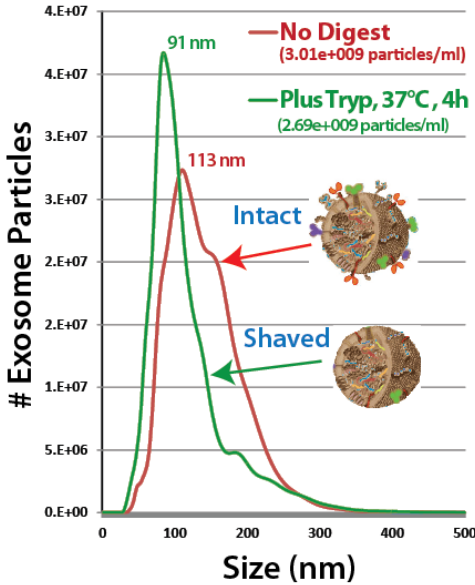 # Exosome Particles
4.E+07
4.E+07
3.E+07
3.E+07
2.E+07
2.E+07
1.E+07
5.E+06
0.E+00
91 nm
No Digest
(3.01e+009 particles/ml)
Plus Tryp, 37°C, 4h
(2.69e+009 particles/ml)
113 nm
Intact
Shaved
0
100
200
300
400
500
Size (nm)